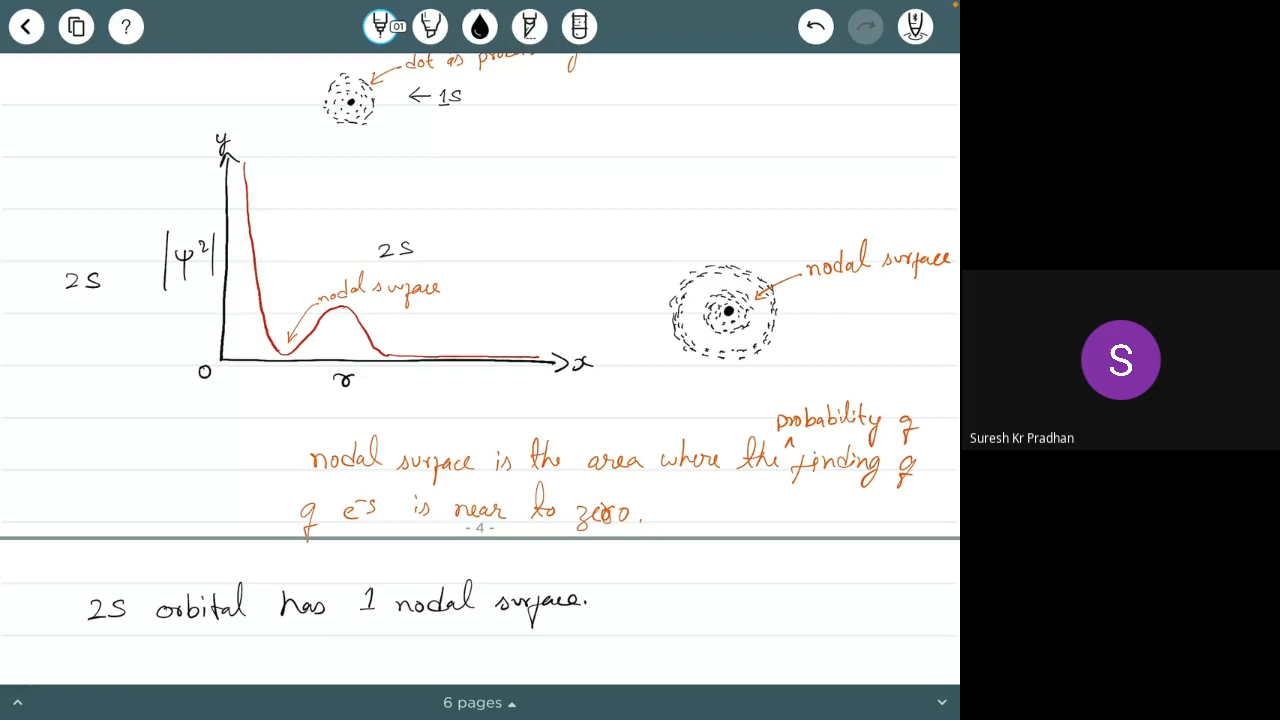 01
dot as
← 1S
y
|ψ²|
2S
2S
nodal surface
nodal surface
0
r
x
probability of
nodal surface is the area where the ^ finding of
of e⁻s is near to zero.
- 4 -
2S orbital has 1 nodal surface.
6 pages
S
Suresh Kr Pradhan